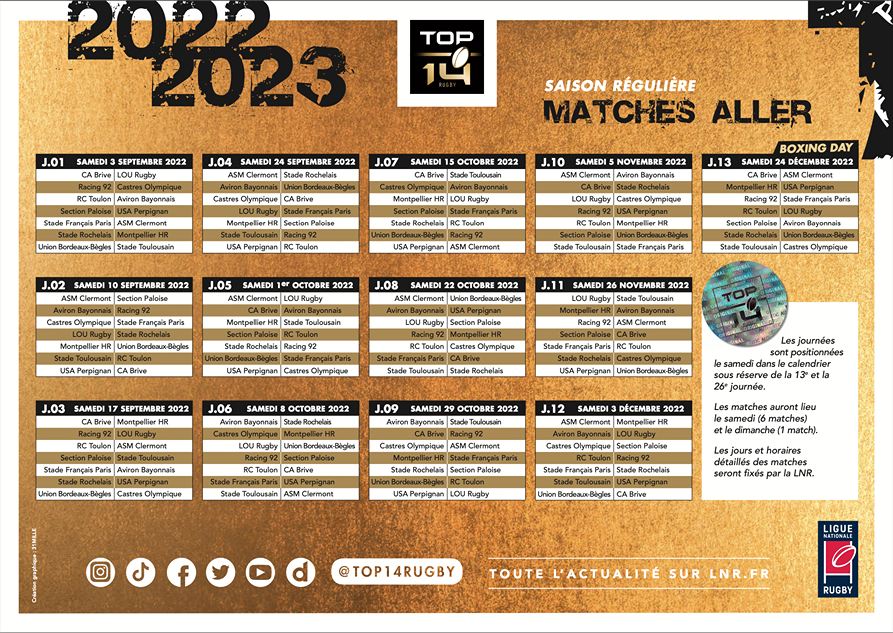 2022
2023
TOP
14
RUGBY
SAISON RÉGULIÈRE
MATCHES ALLER
BOXING DAY
J.01 SAMEDI 3 SEPTEMBRE 2022
CA Brive LOU Rugby
Racing 92 Castres Olympique
RC Toulon Aviron Bayonnais
Section Paloise USA Perpignan
Stade Français Paris ASM Clermont
Stade Rochelais Montpellier HR
Union Bordeaux-Bègles Stade Toulousain
J.04 SAMEDI 24 SEPTEMBRE 2022
ASM Clermont Stade Rochelais
Aviron Bayonnais Union Bordeaux-Bègles
Castres Olympique CA Brive
LOU Rugby Stade Français Paris
Montpellier HR Section Paloise
Stade Toulousain Racing 92
USA Perpignan RC Toulon
J.07 SAMEDI 15 OCTOBRE 2022
CA Brive Stade Toulousain
Castres Olympique Aviron Bayonnais
Montpellier HR LOU Rugby
Section Paloise Stade Français Paris
Stade Rochelais RC Toulon
Union Bordeaux-Bègles Racing 92
USA Perpignan ASM Clermont
J.10 SAMEDI 5 NOVEMBRE 2022
ASM Clermont Aviron Bayonnais
CA Brive Stade Rochelais
LOU Rugby Castres Olympique
Racing 92 USA Perpignan
RC Toulon Montpellier HR
Section Paloise Union Bordeaux-Bègles
Stade Toulousain Stade Français Paris
J.13 SAMEDI 24 DÉCEMBRE 2022
CA Brive ASM Clermont
Montpellier HR USA Perpignan
Racing 92 Stade Français Paris
RC Toulon LOU Rugby
Section Paloise Aviron Bayonnais
Stade Rochelais Union Bordeaux-Bègles
Stade Toulousain Castres Olympique
J.02 SAMEDI 10 SEPTEMBRE 2022
ASM Clermont Section Paloise
Aviron Bayonnais Racing 92
Castres Olympique Stade Français Paris
LOU Rugby Stade Rochelais
Montpellier HR Union Bordeaux-Bègles
Stade Toulousain RC Toulon
USA Perpignan CA Brive
J.05 SAMEDI 1er OCTOBRE 2022
ASM Clermont LOU Rugby
CA Brive Aviron Bayonnais
Montpellier HR Stade Toulousain
Section Paloise RC Toulon
Stade Rochelais Racing 92
Union Bordeaux-Bègles Stade Français Paris
USA Perpignan Castres Olympique
J.08 SAMEDI 22 OCTOBRE 2022
ASM Clermont Union Bordeaux-Bègles
Aviron Bayonnais USA Perpignan
LOU Rugby Section Paloise
Racing 92 Montpellier HR
RC Toulon Castres Olympique
Stade Français Paris CA Brive
Stade Toulousain Stade Rochelais
J.11 SAMEDI 26 NOVEMBRE 2022
LOU Rugby Stade Toulousain
Montpellier HR Aviron Bayonnais
Racing 92 ASM Clermont
Section Paloise CA Brive
Stade Français Paris RC Toulon
Stade Rochelais Castres Olympique
USA Perpignan Union Bordeaux-Bègles
TOP
14
Les journées
sont positionnées
le samedi dans le calendrier
sous réserve de la 13e et la
26e journée.
Les matches auront lieu
le samedi (6 matches)
et le dimanche (1 match).
Les jours et horaires
détaillés des matches
seront fixés par la LNR.
J.03 SAMEDI 17 SEPTEMBRE 2022
CA Brive Montpellier HR
Racing 92 LOU Rugby
RC Toulon ASM Clermont
Section Paloise Stade Toulousain
Stade Français Paris Aviron Bayonnais
Stade Rochelais USA Perpignan
Union Bordeaux-Bègles Castres Olympique
J.06 SAMEDI 8 OCTOBRE 2022
Aviron Bayonnais Stade Rochelais
Castres Olympique Montpellier HR
LOU Rugby Union Bordeaux-Bègles
Racing 92 Section Paloise
RC Toulon CA Brive
Stade Français Paris USA Perpignan
Stade Toulousain ASM Clermont
J.09 SAMEDI 29 OCTOBRE 2022
Aviron Bayonnais Stade Toulousain
CA Brive Racing 92
Castres Olympique ASM Clermont
Montpellier HR Stade Français Paris
Section Paloise Stade Rochelais
Union Bordeaux-Bègles RC Toulon
USA Perpignan LOU Rugby
J.12 SAMEDI 3 DÉCEMBRE 2022
ASM Clermont Montpellier HR
Aviron Bayonnais LOU Rugby
Castres Olympique Section Paloise
RC Toulon Racing 92
Stade Français Paris Stade Rochelais
Stade Toulousain USA Perpignan
Union Bordeaux-Bègles CA Brive
Création graphique : 31MILLE
@TOP14RUGBY
TOUTE L'ACTUALITÉ SUR LNR.FR
LIGUE
NATIONALE
RUGBY